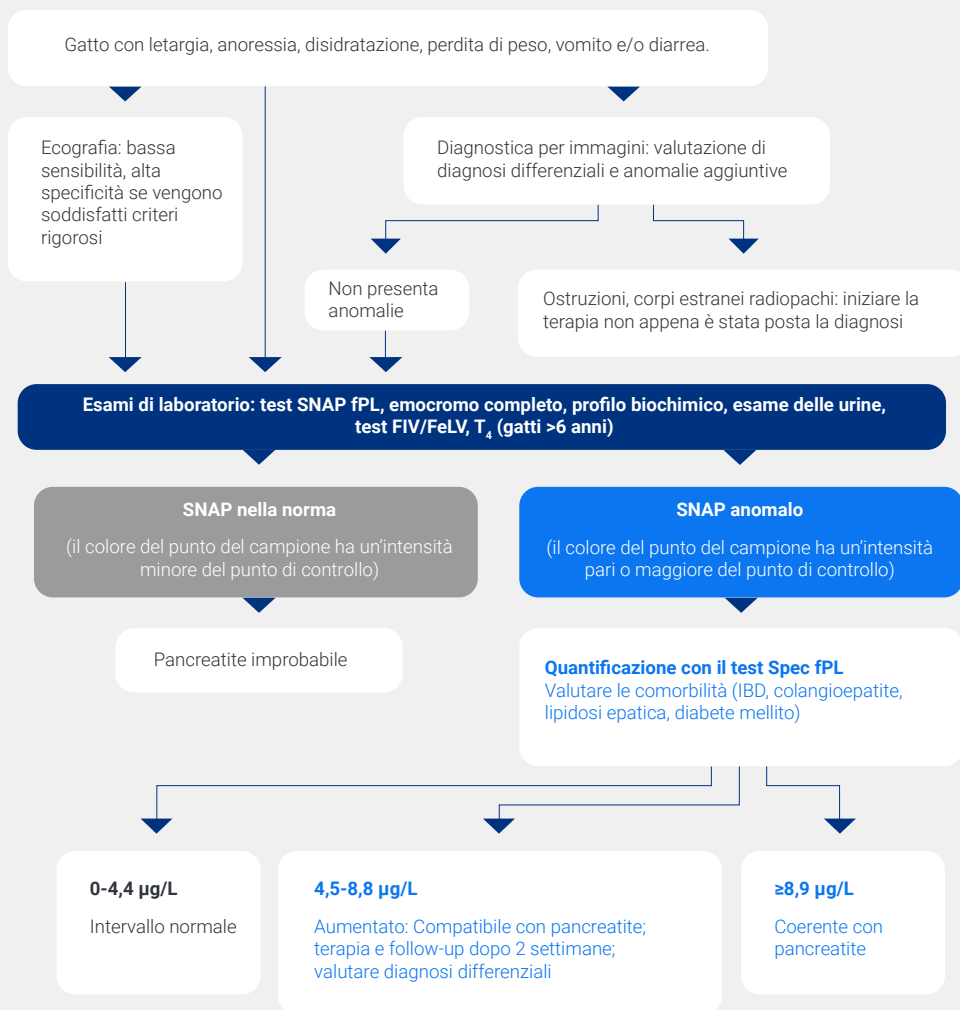 Gatto con letargia, anoressia, disidratazione, perdita di peso, vomito e/o diarrea.
Ecografia: bassa
sensibilità, alta
specificità se vengono
soddisfatti criteri
rigorosi
Diagnostica per immagini: valutazione di
diagnosi differenziali e anomalie aggiuntive
Non presenta
anomalie
Ostruzioni, corpi estranei radiopachi: iniziare la
terapia non appena è stata posta la diagnosi
Esami di laboratorio: test SNAP fPL, emocromo completo, profilo biochimico, esame delle urine,
test FIV/FeLV, T4 (gatti >6 anni)
SNAP nella norma
(il colore del punto del campione ha un'intensità
minore del punto di controllo)
SNAP anomalo
(il colore del punto del campione ha un'intensità
pari o maggiore del punto di controllo)
Pancreatite improbabile
Quantificazione con il test Spec fPL
Valutare le comorbilità (IBD, colangioepatite,
lipidosi epatica, diabete mellito)
0-4,4 µg/L
Intervallo normale
4,5-8,8 µg/L
Aumentato: Compatibile con pancreatite;
terapia e follow-up dopo 2 settimane;
valutare diagnosi differenziali
≥8,9 µg/L
Coerente con
pancreatite